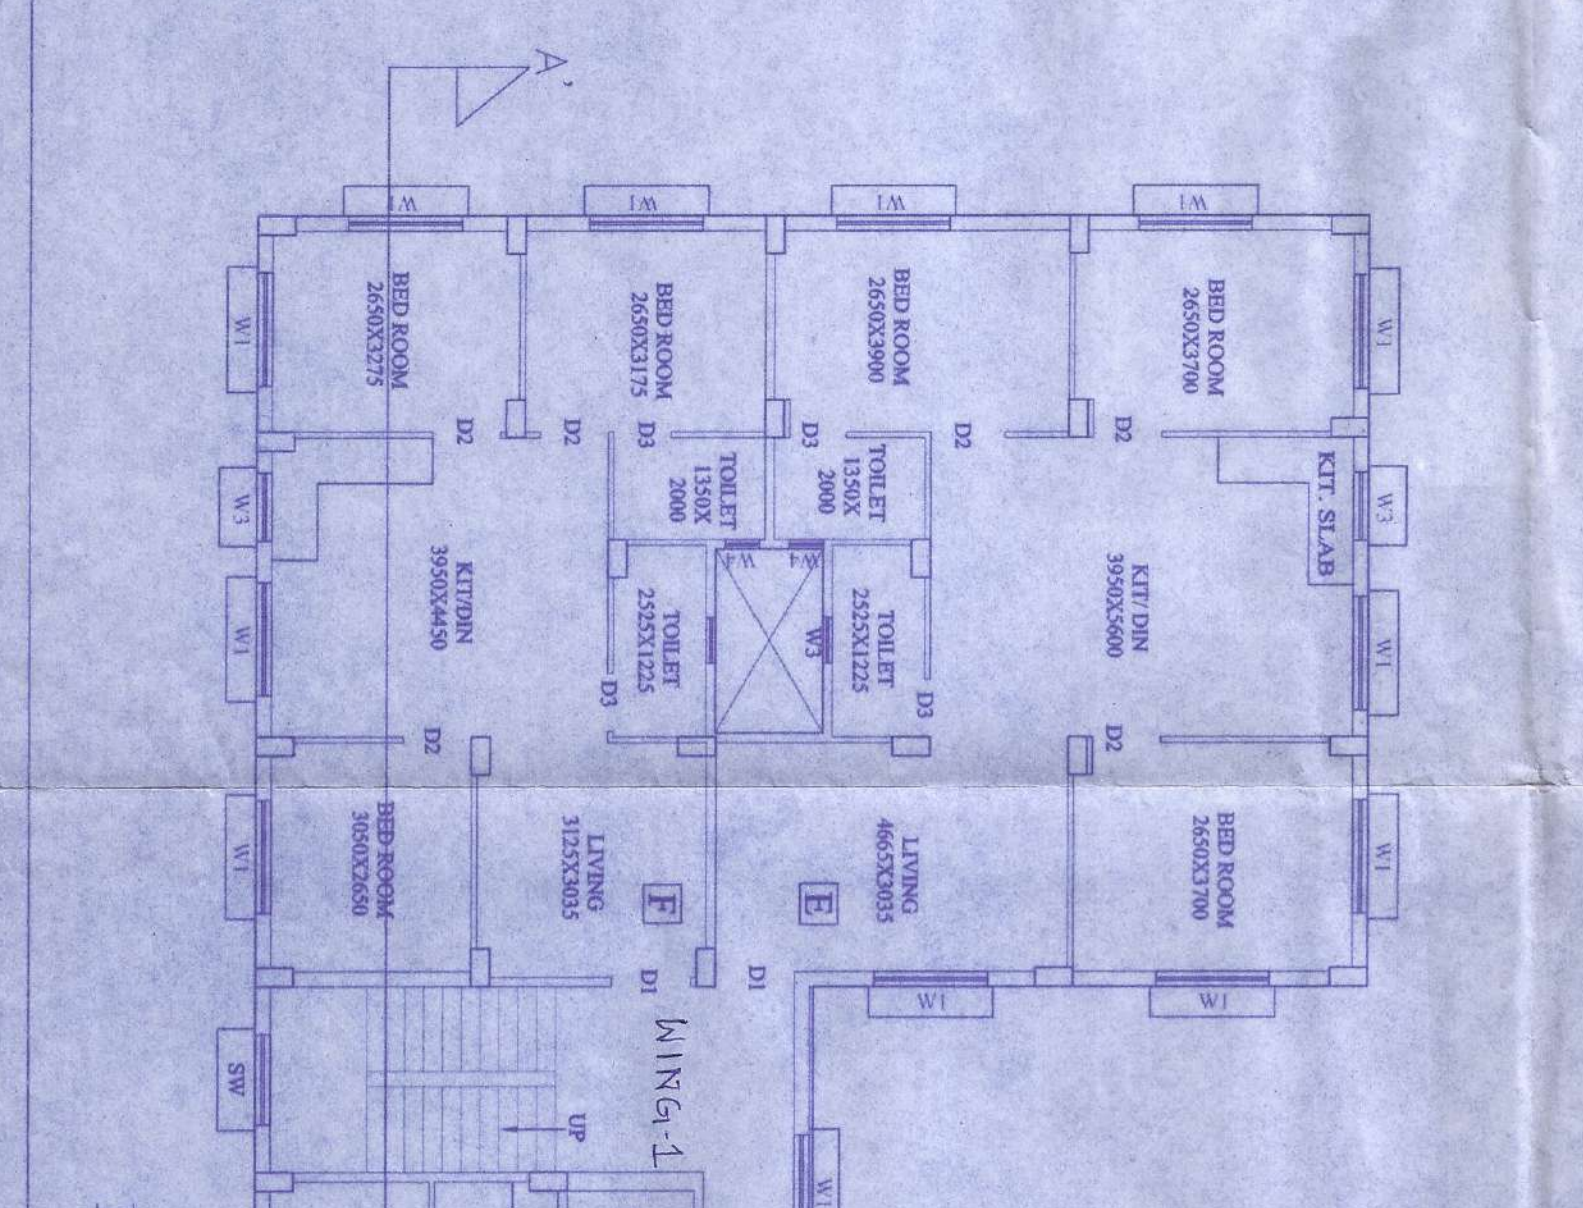 A'
W1
W1
W1
W1
W1
BED ROOM
2650X3275
BED ROOM
2650X3175
BED ROOM
2650X3900
BED ROOM
2650X3700
W1
D2
D2
D3
D3
D2
D2
W3
TOILET
1350X
2000
TOILET
1350X
2000
KIT. SLAB
W3
W4
W4
KIT/DIN
3950X4450
TOILET
2525X1225
W3
TOILET
2525X1225
KIT/ DIN
3950X5600
W1
W1
D3
D3
D2
D2
W1
BED ROOM
3050X2650
LIVING
3125X3035
F
E
LIVING
4665X3035
BED ROOM
2650X3700
W1
D1
D1
W1
W1
WING-1
SW
UP
W1